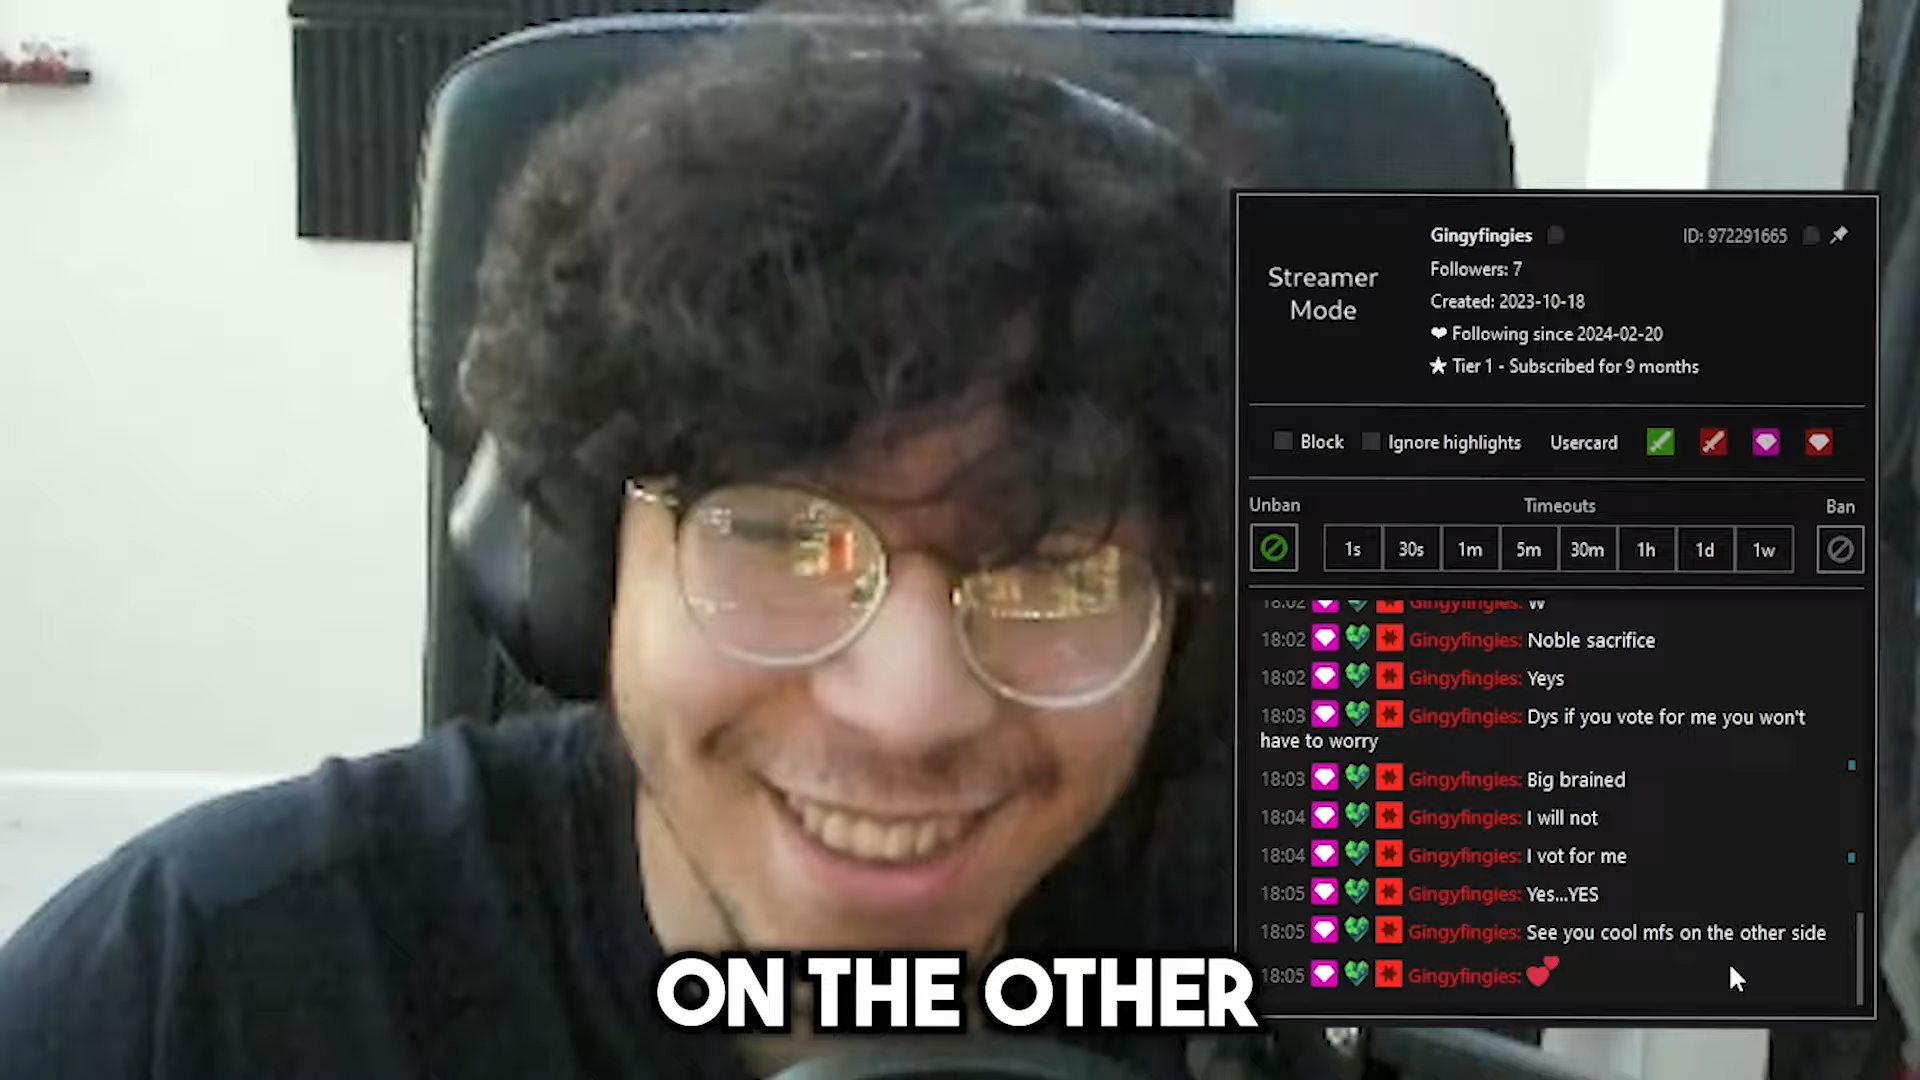 Gingyfingies
ID: 972291665
Streamer
Mode
Followers: 7
Created: 2023-10-18
Following since 2024-02-20
Tier 1 - Subscribed for 9 months
Block
Ignore highlights
Usercard
Unban
Timeouts
Ban
1s 30s 1m 5m 30m 1h 1d 1w
18:02 Gingyfingies: W
18:02 Gingyfingies: Noble sacrifice
18:02 Gingyfingies: Yeys
18:03 Gingyfingies: Dys if you vote for me you won't
have to worry
18:03 Gingyfingies: Big brained
18:04 Gingyfingies: I will not
18:04 Gingyfingies: I vot for me
18:05 Gingyfingies: Yes...YES
18:05 Gingyfingies: See you cool mfs on the other side
18:05 Gingyfingies: 💕
ON THE OTHER